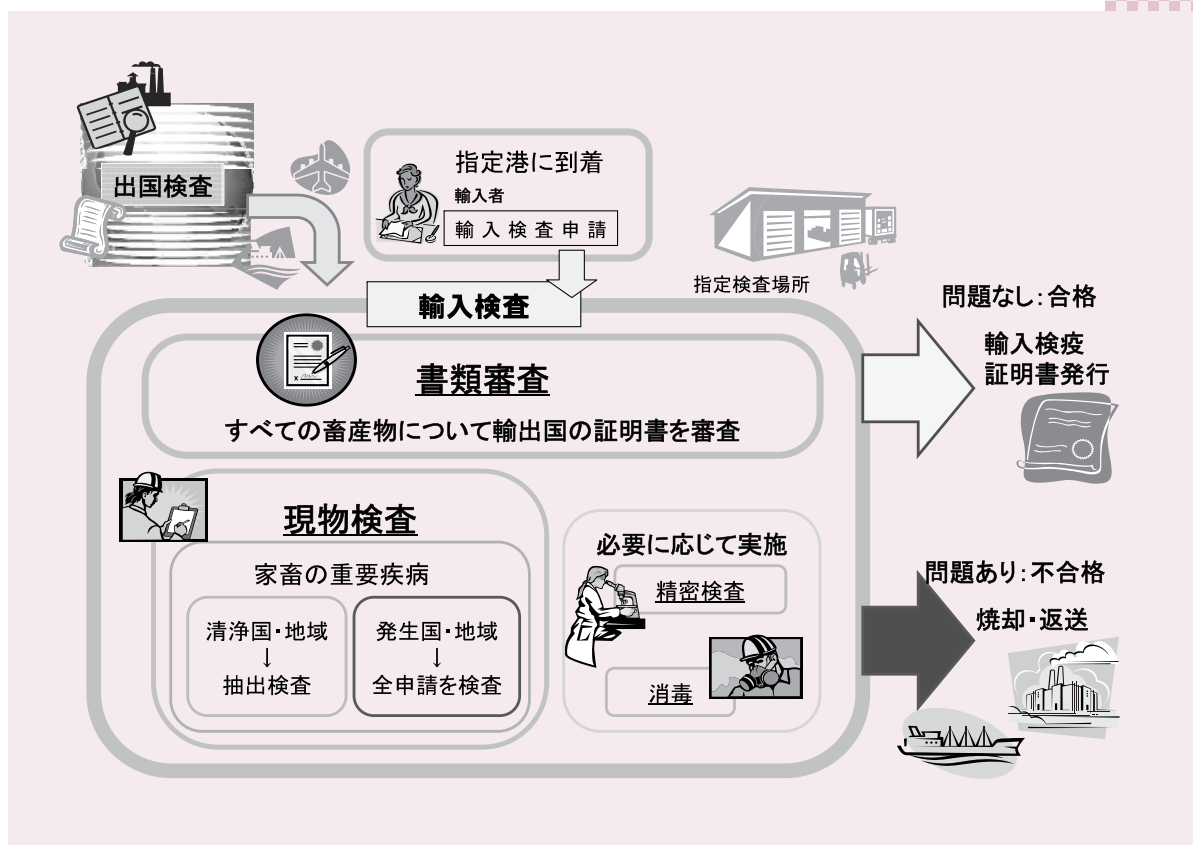 出国検査
指定港に到着
輸入者
輸入検査申請
指定検査場所
輸入検査
書類審査
すべての畜産物について輸出国の証明書を審査
現物検査
家畜の重要疾病
清浄国・地域
↓
抽出検査
発生国・地域
↓
全申請を検査
必要に応じて実施
精密検査
消毒
問題なし：合格
輸入検疫
証明書発行
問題あり：不合格
焼却・返送